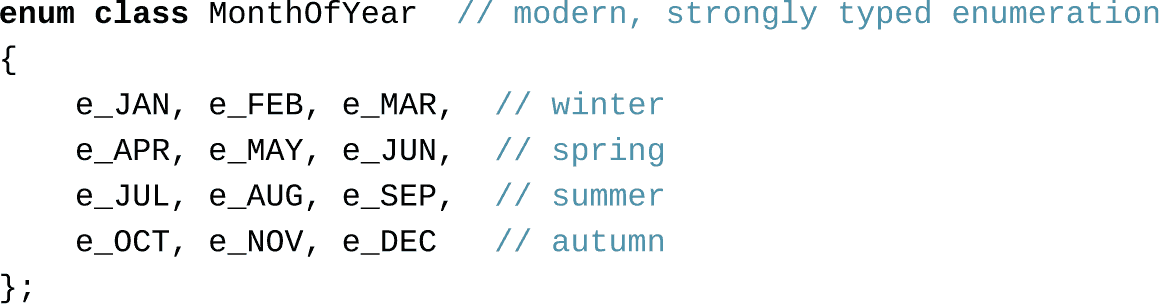 enum class MonthOfYear  // modern, strongly typed enumeration
{
    e_JAN, e_FEB, e_MAR,  // winter
    e_APR, e_MAY, e_JUN,  // spring
    e_JUL, e_AUG, e_SEP,  // summer
    e_OCT, e_NOV, e_DEC   // autumn
};